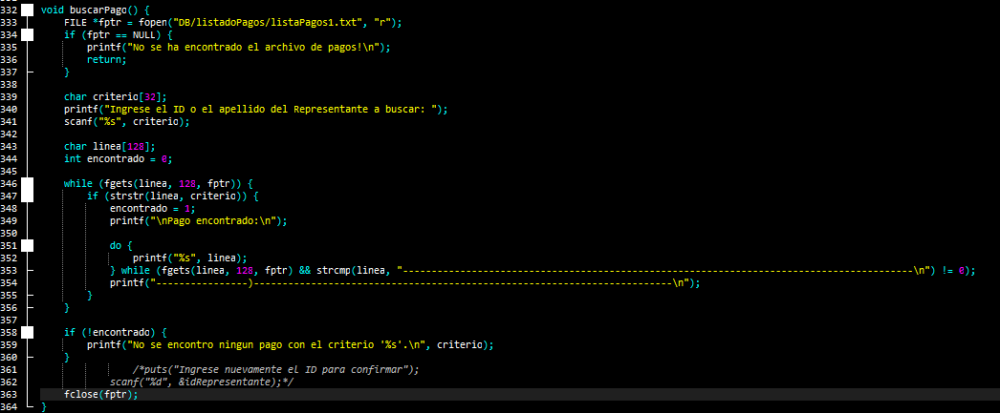 332 void buscarPago() {
333 FILE *fptr = fopen("DB/listadoPagos/listaPagos1.txt", "r");
334 if (fptr == NULL) {
335 printf("No se ha encontrado el archivo de pagos!\n");
336 return;
337 }
338
339 char criterio[32];
340 printf("Ingrese el ID o el apellido del Representante a buscar: ");
341 scanf("%s", criterio);
342
343 char linea[128];
344 int encontrado = 0;
345
346 while (fgets(linea, 128, fptr)) {
347 if (strstr(linea, criterio)) {
348 encontrado = 1;
349 printf("\nPago encontrado:\n");
350
351 do {
352 printf("%s", linea);
353 } while (fgets(linea, 128, fptr) && strcmp(linea, "-----------------------------------------------------------------------------------------\n") != 0);
354 printf("----------------)-------------------------------------------------------------------------\n");
355 }
356 }
357
358 if (!encontrado) {
359 printf("No se encontro ningun pago con el criterio '%s'.\n", criterio);
360 }
361 /*puts("Ingrese nuevamente el ID para confirmar");
362 scanf("%d", &idRepresentante);*/
363 fclose(fptr);
364 }